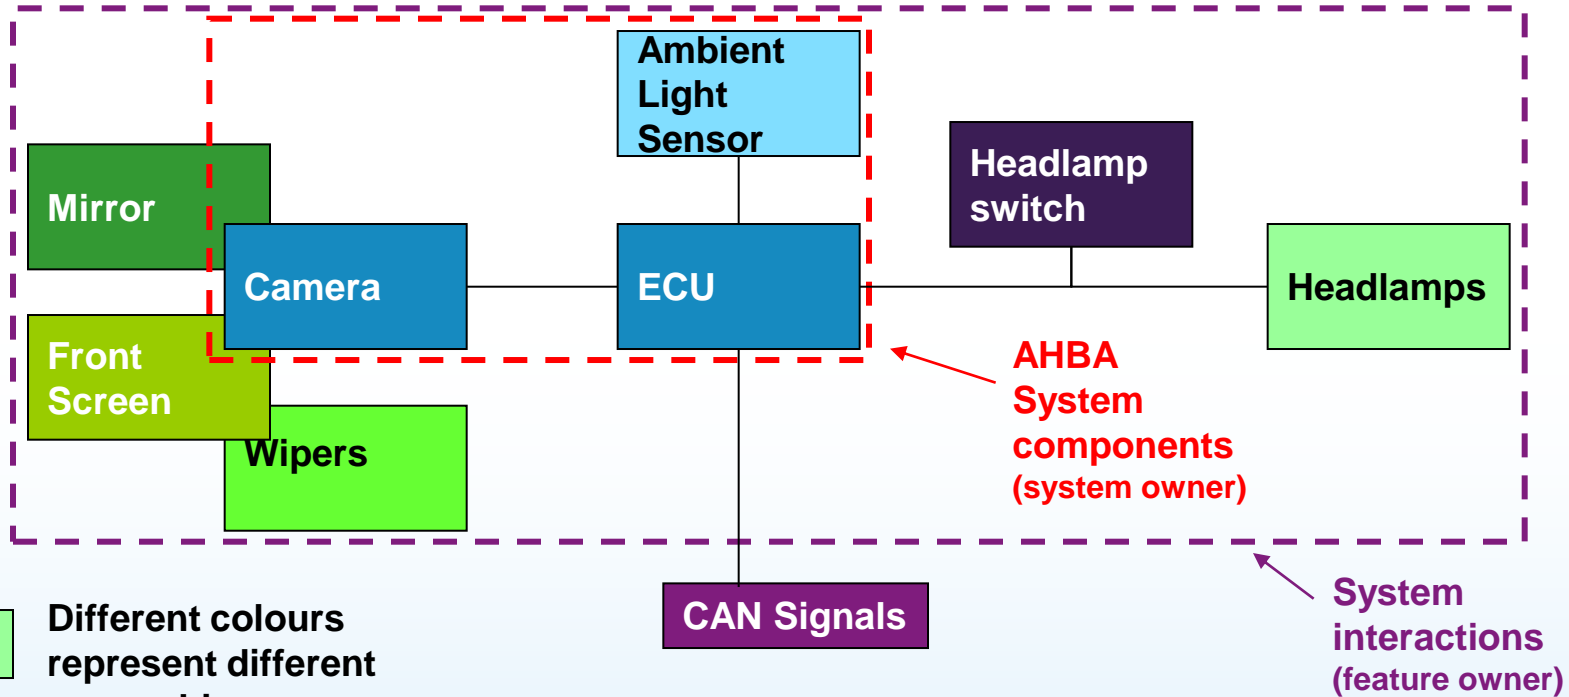 Ambient
Light
Sensor
Mirror
Headlamp
switch
Camera
ECU
Headlamps
Front
Screen
AHBA
System
components
(system owner)
Wipers
CAN Signals
System
interactions
(feature owner)
Different colours
represent different